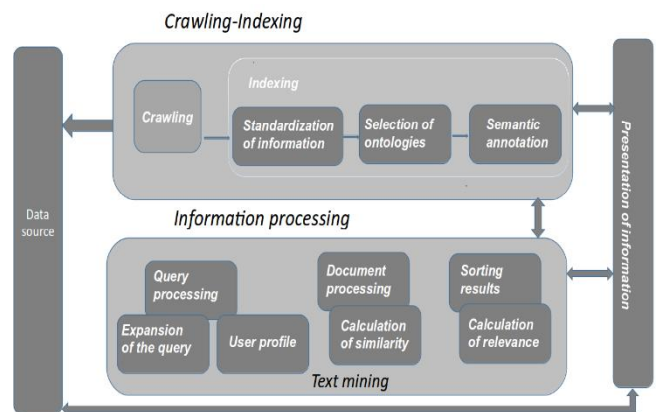 Crawling-Indexing
Data
source
Crawling
Indexing
Standardization
of information
Selection of
ontologies
Semantic
annotation
Presentation of information
Information processing
Query
processing
Expansion
of the query
User profile
Document
processing
Calculation
of similarity
Sorting
results
Calculation
of relevance
Text mining